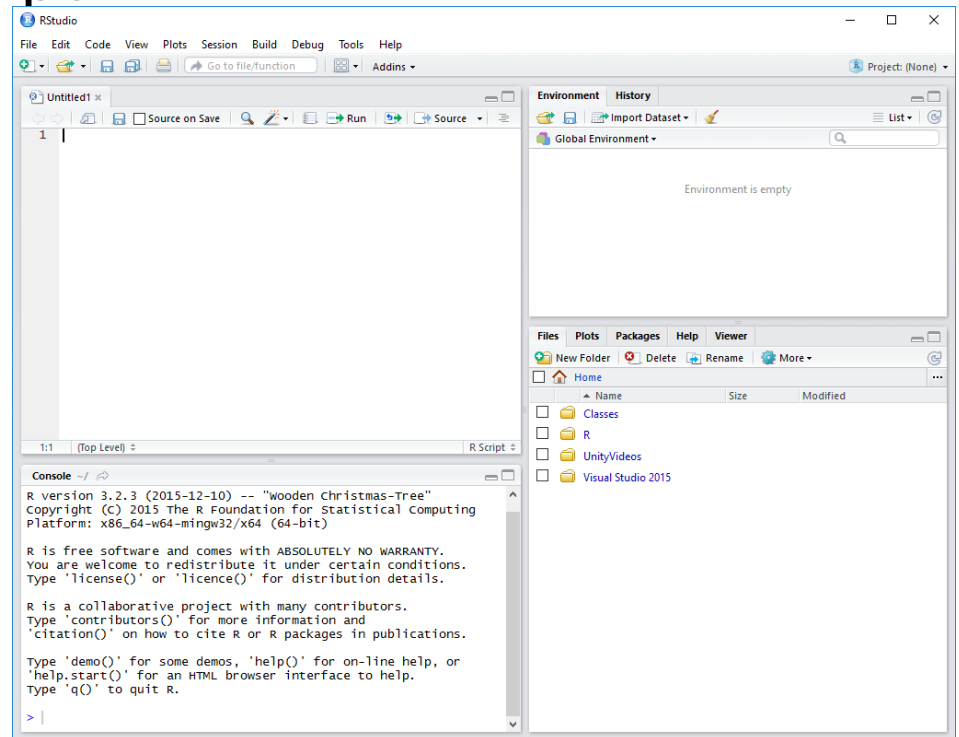 RStudio
File Edit Code View Plots Session Build Debug Tools Help
Go to file/function Addins
Project: (None)
Untitled1
Source on Save Run Source
1
1:1 (Top Level) R Script
Console ~/
R version 3.2.3 (2015-12-10) -- "Wooden Christmas-Tree"
Copyright (C) 2015 The R Foundation for Statistical Computing
Platform: x86_64-w64-mingw32/x64 (64-bit)
R is free software and comes with ABSOLUTELY NO WARRANTY.
You are welcome to redistribute it under certain conditions.
Type 'license()' or 'licence()' for distribution details.
R is a collaborative project with many contributors.
Type 'contributors()' for more information and
'citation()' on how to cite R or R packages in publications.
Type 'demo()' for some demos, 'help()' for on-line help, or
'help.start()' for an HTML browser interface to help.
Type 'q()' to quit R.
>
Environment History
Import Dataset List
Global Environment
Environment is empty
Files Plots Packages Help Viewer
New Folder Delete Rename More
Home ...
Name Size Modified
Classes
R
UnityVideos
Visual Studio 2015